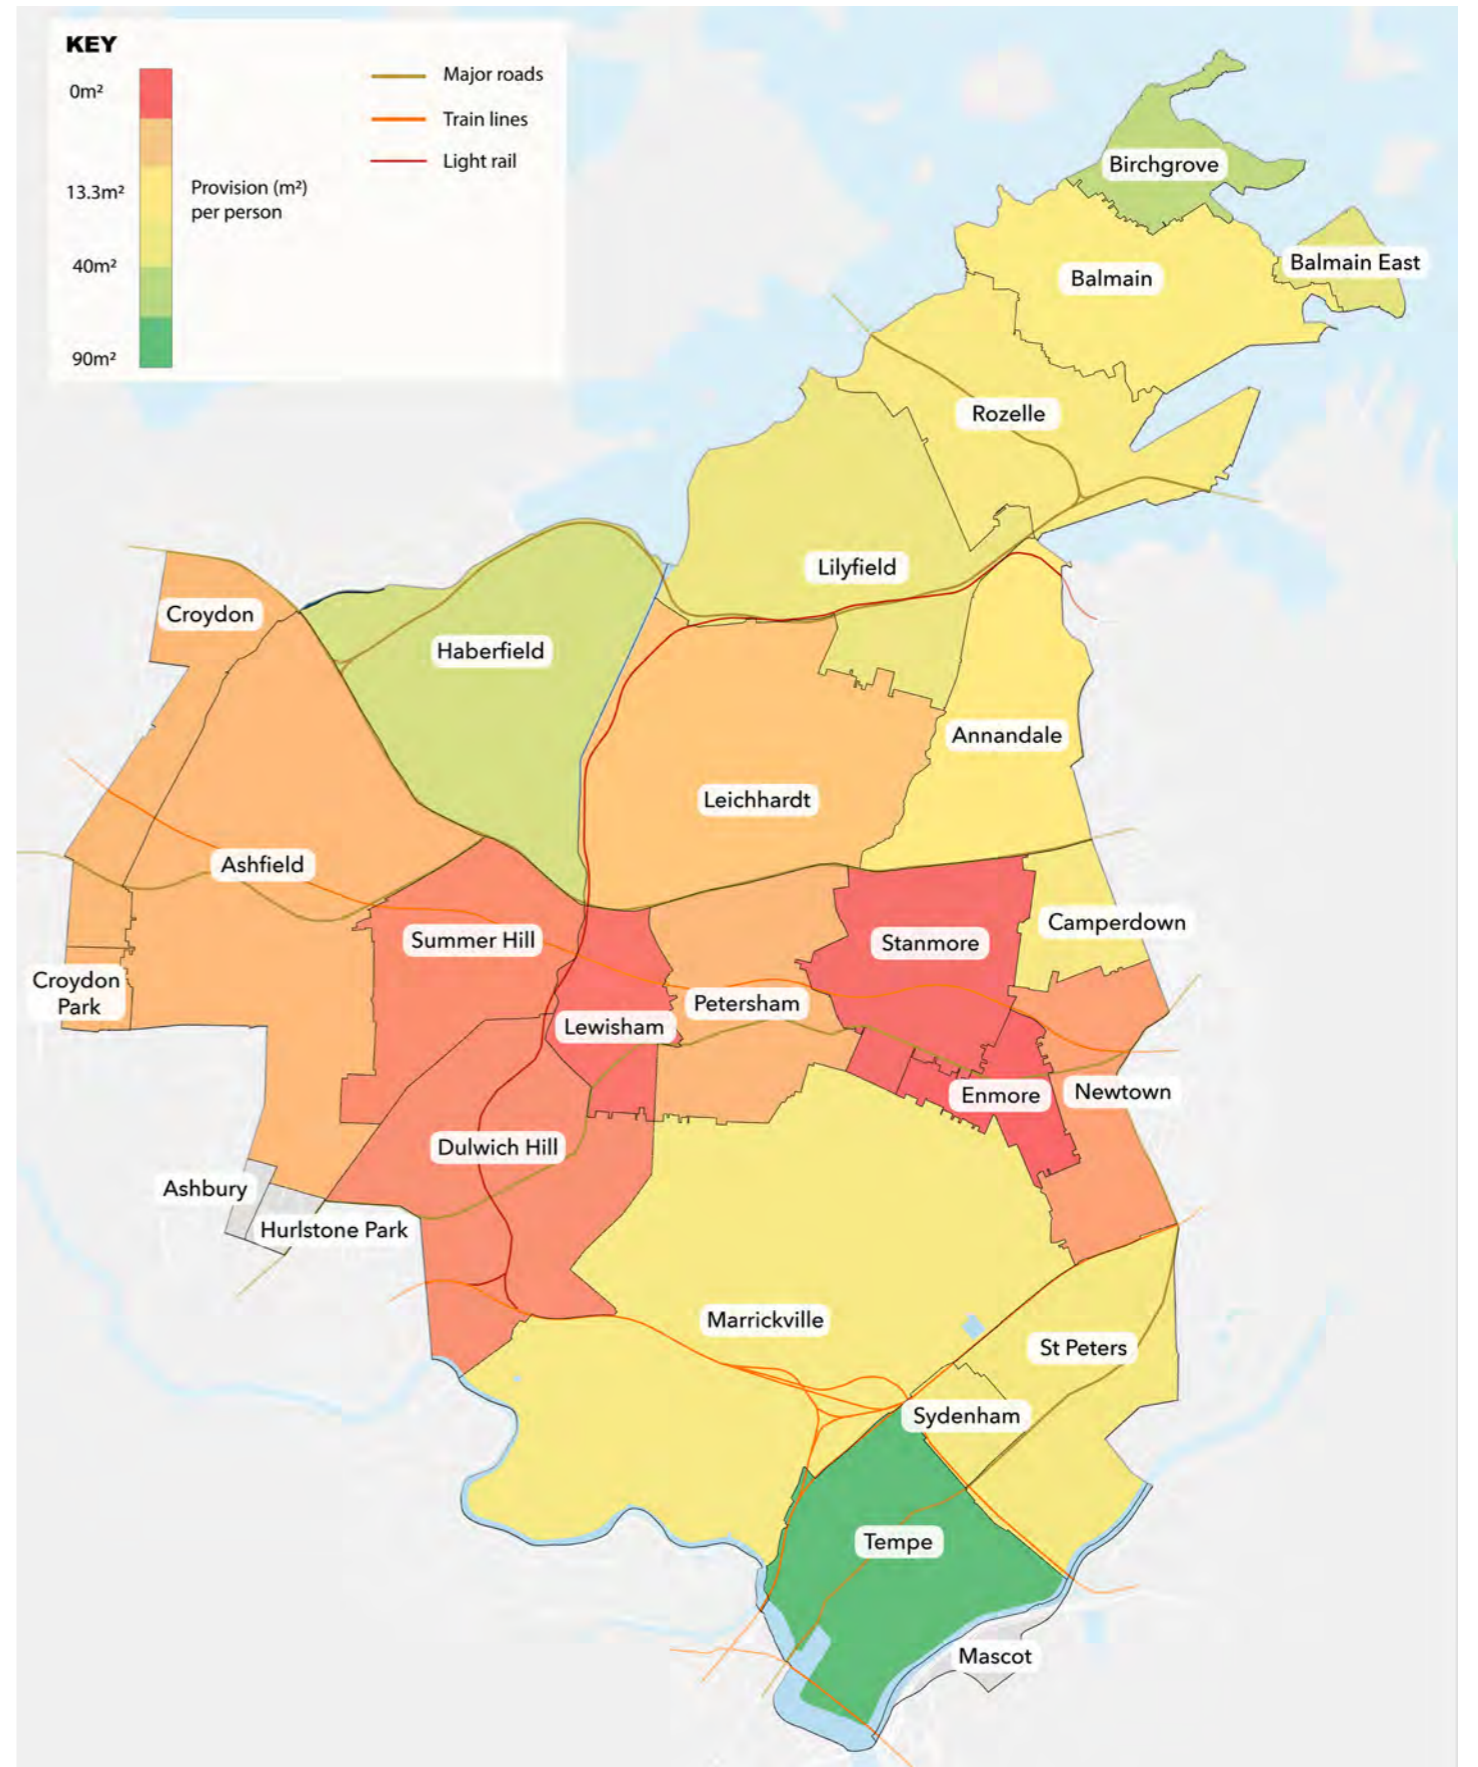 KEY
0m²
13.3m²
40m²
90m²
Provision (m²)
per person
Major roads
Train lines
Light rail
Birchgrove
Balmain East
Balmain
Rozelle
Lilyfield
Croydon
Haberfield
Annandale
Leichhardt
Ashfield
Camperdown
Summer Hill
Stanmore
Croydon
Park
Petersham
Lewisham
Newtown
Enmore
Dulwich Hill
Ashbury
Hurlstone Park
Marrickville
St Peters
Sydenham
Tempe
Mascot